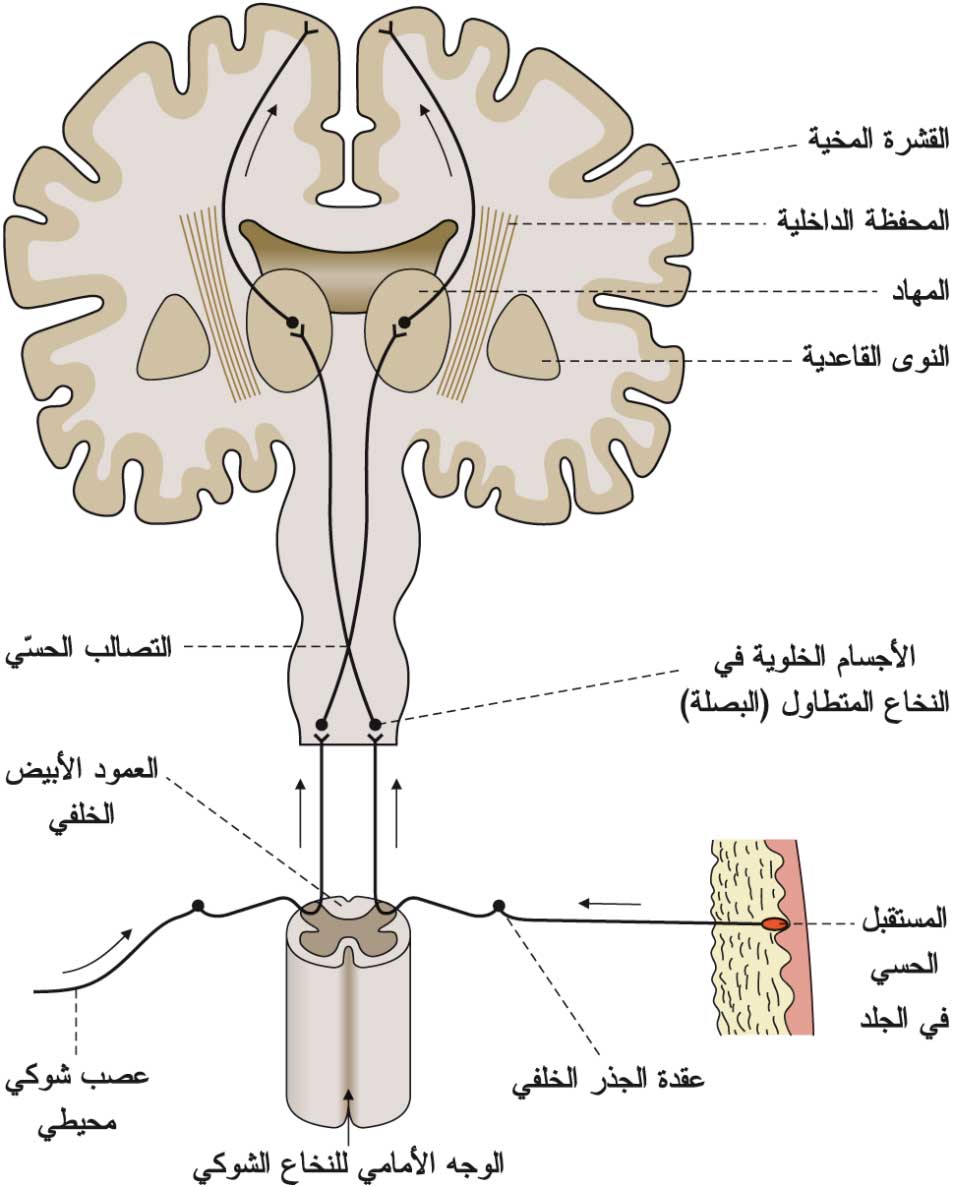 القشرة المخية
المحفظة الداخلية
المهاد
النوى القاعدية
التصالب الحسّي
الأجسام الخلوية في
النخاع المتطاول (البصلة)
العمود الأبيض
الخلفي
المستقبل
الحسي
في الجلد
عقدة الجذر الخلفي
عصب شوكي
محيطي
الوجه الأمامي للنخاع الشوكي